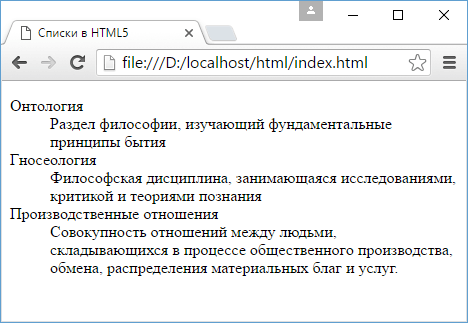 Списки в HTML5
file:///D:/localhost/html/index.html
Онтология
Раздел философии, изучающий фундаментальные
принципы бытия
Гносеология
Философская дисциплина, занимающаяся исследованиями,
критикой и теориями познания
Производственные отношения
Совокупность отношений между людьми,
складывающихся в процессе общественного производства,
обмена, распределения материальных благ и услуг.